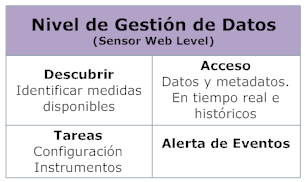 Nivel de Gestión de Datos
(Sensor Web Level)
Descubrir
Identificar medidas
disponibles
Acceso
Datos y metadatos.
En tiempo real e
históricos
Tareas
Configuración
Instrumentos
Alerta de Eventos